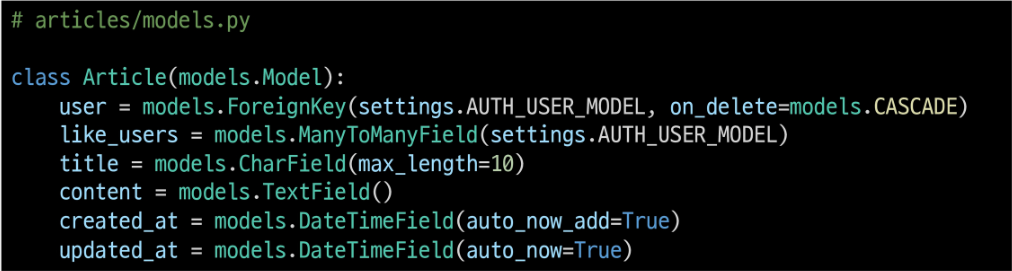 # articles/models.py
class Article(models.Model):
    user = models.ForeignKey(settings.AUTH_USER_MODEL, on_delete=models.CASCADE)
    like_users = models.ManyToManyField(settings.AUTH_USER_MODEL)
    title = models.CharField(max_length=10)
    content = models.TextField()
    created_at = models.DateTimeField(auto_now_add=True)
    updated_at = models.DateTimeField(auto_now=True)